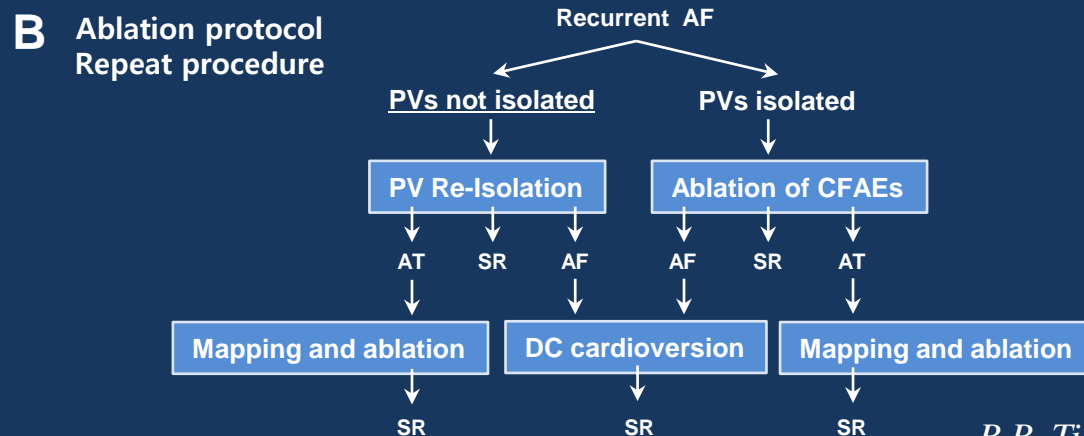 B
Ablation protocol
Repeat procedure
Recurrent AF
PVs not isolated
PVs isolated
PV Re-Isolation
Ablation of CFAEs
AT
SR
AF
AF
SR
AT
Mapping and ablation
DC cardioversion
Mapping and ablation
SR
SR
SR